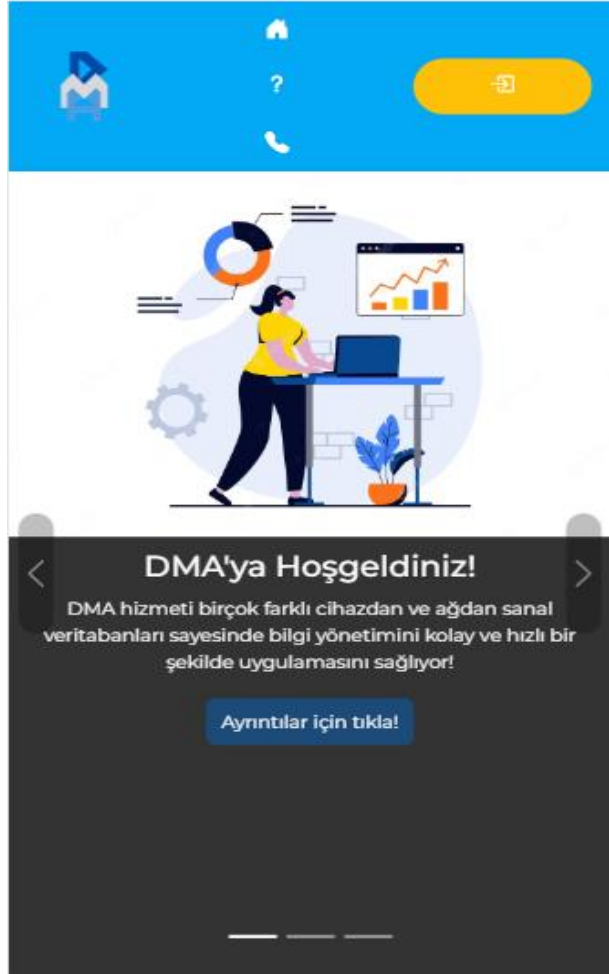 ?
DMA'ya Hoşgeldiniz!
DMA hizmeti birçok farklı cihazdan ve ağdan sanal
veritabanları sayesinde bilgi yönetimini kolay ve hızlı bir
şekilde uygulamasını sağlıyor!
Ayrıntılar için tıkla!